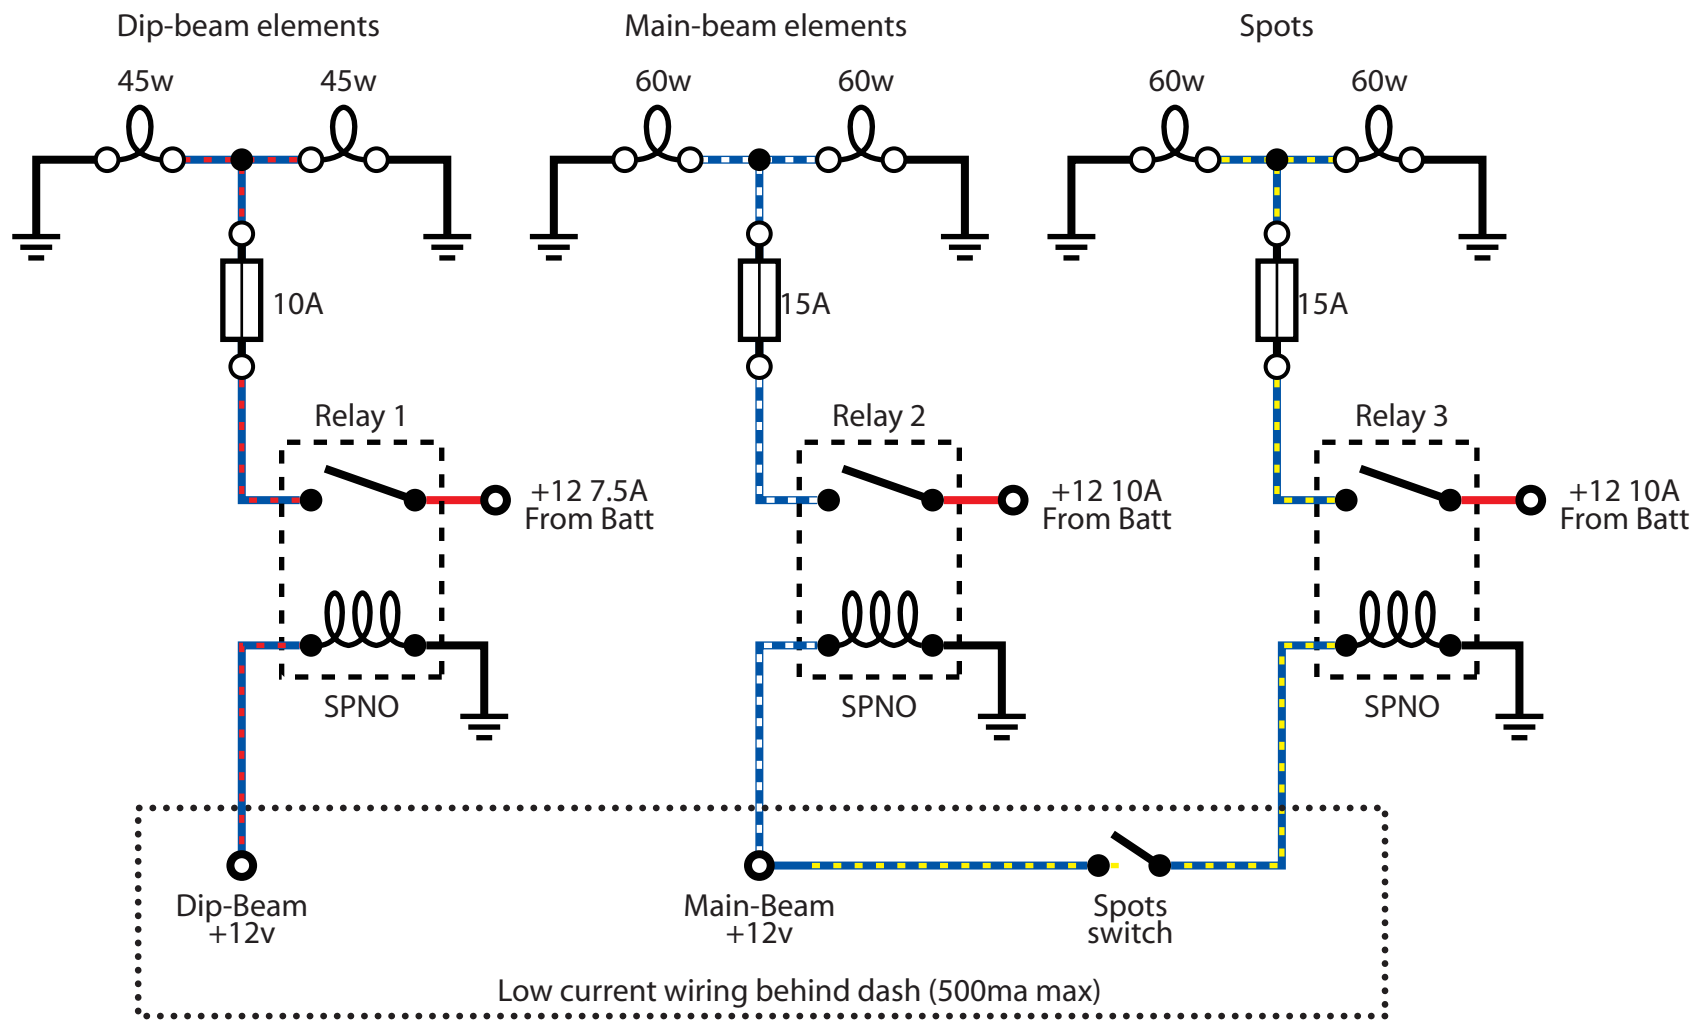 Dip-beam elements
Main-beam elements
Spots
45w
45w
60w
60w
60w
60w
10A
15A
15A
Relay 1
Relay 2
Relay 3
+12 7.5A
From Batt
+12 10A
From Batt
+12 10A
From Batt
SPNO
SPNO
SPNO
Dip-Beam
+12v
Main-Beam
+12v
Spots
switch
Low current wiring behind dash (500ma max)